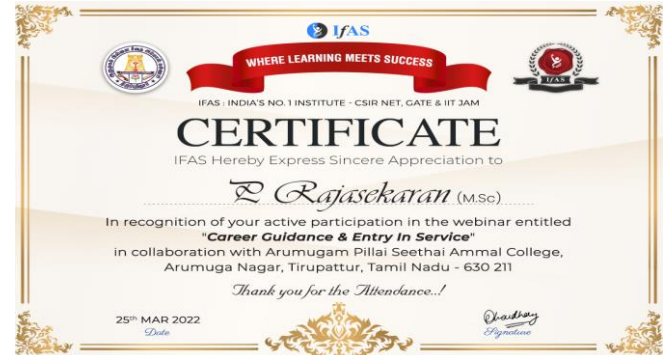 IFAS
WHERE LEARNING MEETS SUCCESS
IFAS
IFAS : INDIA'S NO. 1 INSTITUTE - CSIR NET, GATE & IIT JAM
CERTIFICATE
IFAS Hereby Express Sincere Appreciation to
P Rajasekaran (M.Sc)
In recognition of your active participation in the webinar entitled
"Career Guidance & Entry In Service"
in collaboration with Arumugam Pillai Seethai Ammal College,
Arumuga Nagar, Tirupattur, Tamil Nadu - 630 211
Thank you for the Attendance..!
25th MAR 2022
Date
Chaudhary
Signature